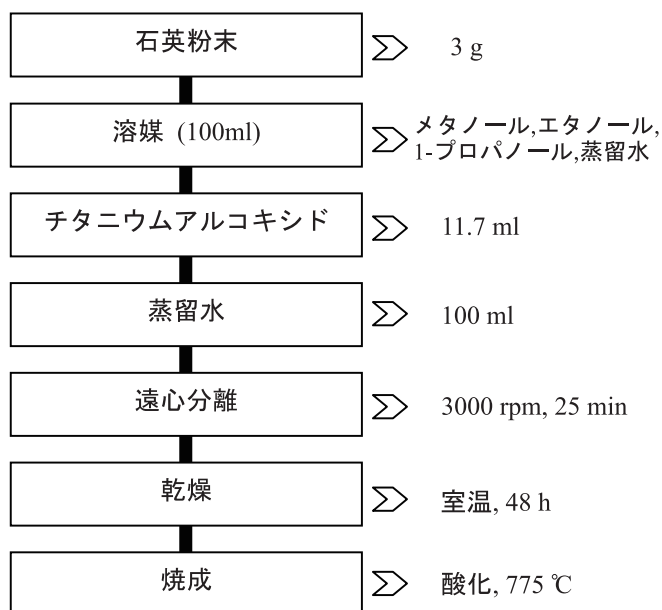 石英粉末
3 g
溶媒 (100ml)
メタノール,エタノール,
1-プロパノール,蒸留水
チタニウムアルコキシド
11.7 ml
蒸留水
100 ml
遠心分離
3000 rpm, 25 min
乾燥
室温, 48 h
焼成
酸化, 775 ℃